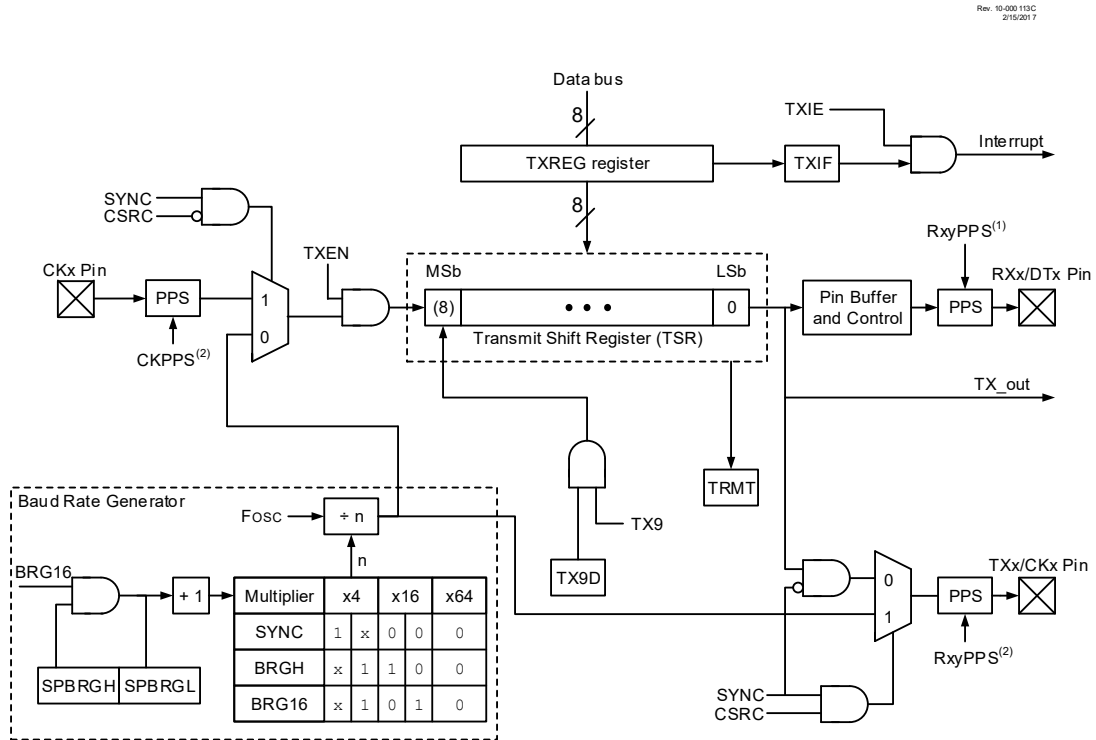 Rev. 10-000 113C
2/15/201 7
Data bus
8
TXIE
Interrupt
TXREG register
TXIF
8
SYNC
CSRC
TXEN
RxyPPS(1)
CKx Pin
MSb
LSb
RXx/DTx Pin
PPS
1
(8)
• • •
0
Pin Buffer
and Control
PPS
0
Transmit Shift Register (TSR)
CKPPS(2)
TX_out
TRMT
Baud Rate Generator
FOSC
÷ n
TX9
n
BRG16
TX9D
TXx/CKx Pin
+ 1
Multiplier x4 x16 x64
0
PPS
SYNC 1 x 0 0 0
1
BRGH x 1 1 0 0
RxyPPS(2)
SPBRGH SPBRGL
BRG16 x 1 0 1 0
SYNC
CSRC